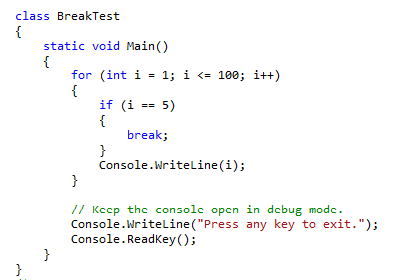 class BreakTest
{
    static void Main()
    {
        for (int i = 1; i <= 100; i++)
        {
            if (i == 5)
            {
                break;
            }
            Console.WriteLine(i);
        }

        // Keep the console open in debug mode.
        Console.WriteLine("Press any key to exit.");
        Console.ReadKey();
    }
}